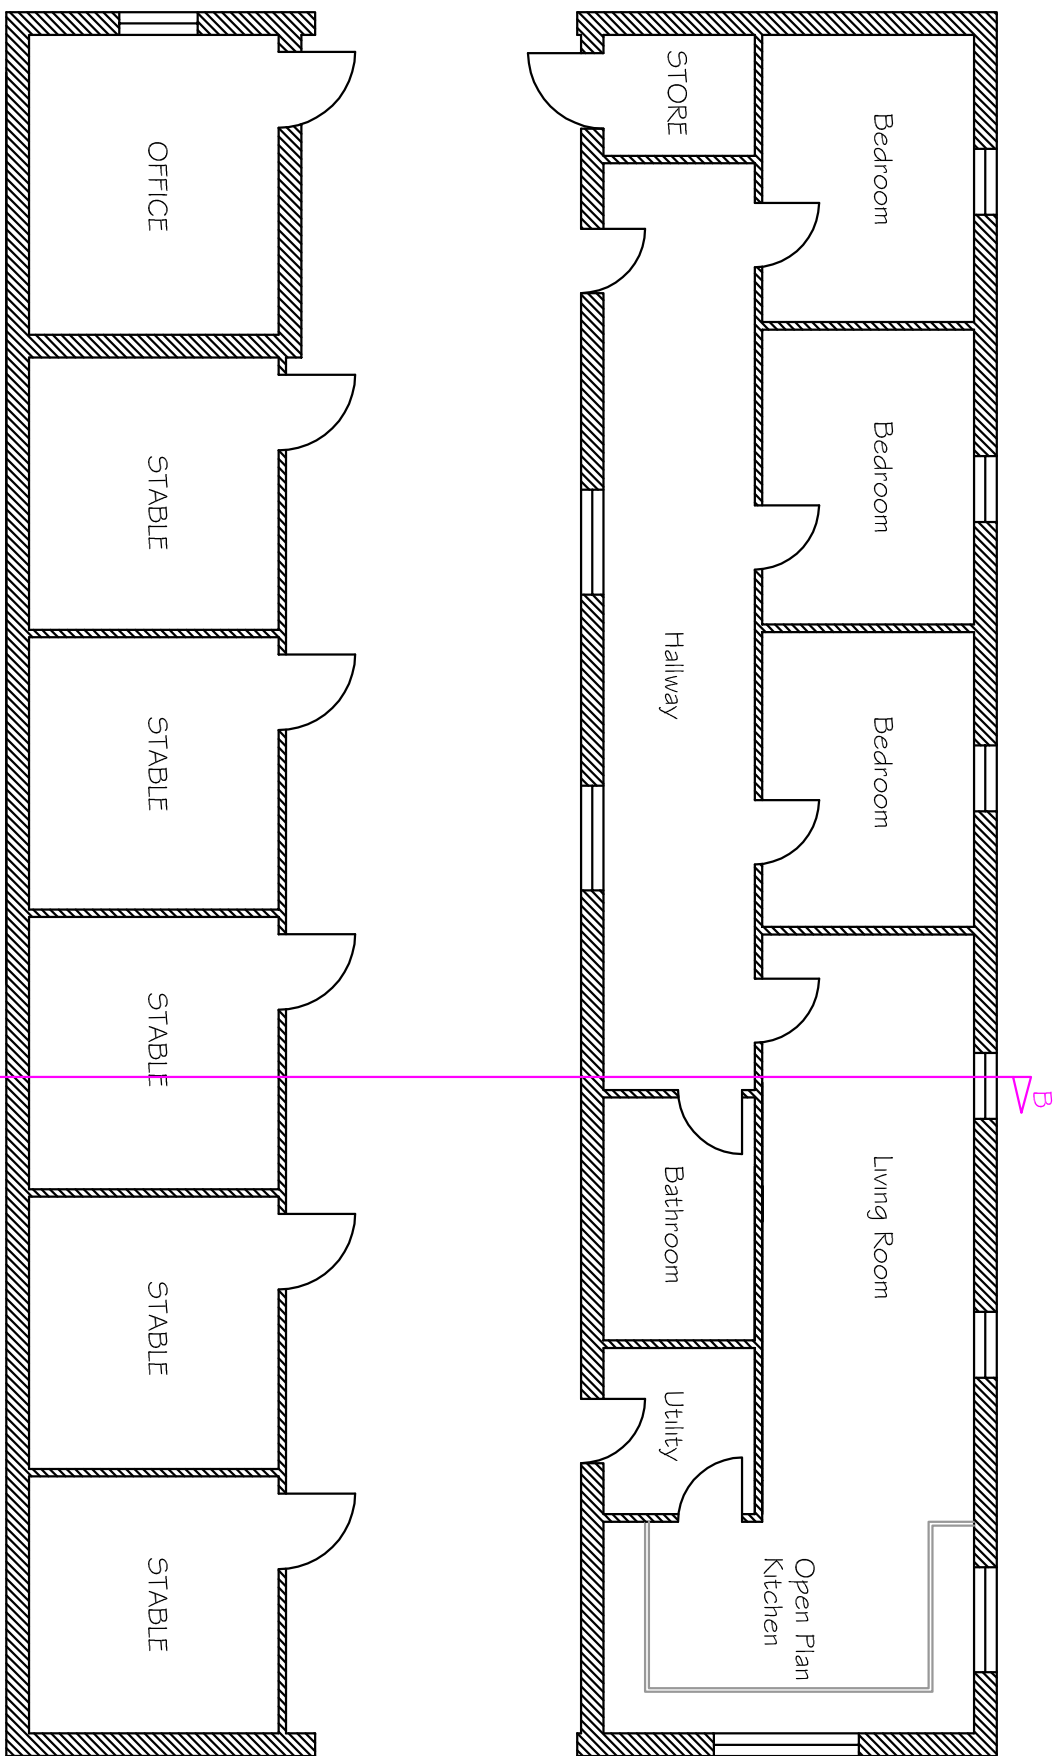 OFFICE
STORE
Bedroom
STABLE
Bedroom
STABLE
Hallway
Bedroom
STABLE
B
STABLE
Bathroom
Living Room
Utility
STABLE
Open Plan
Kitchen